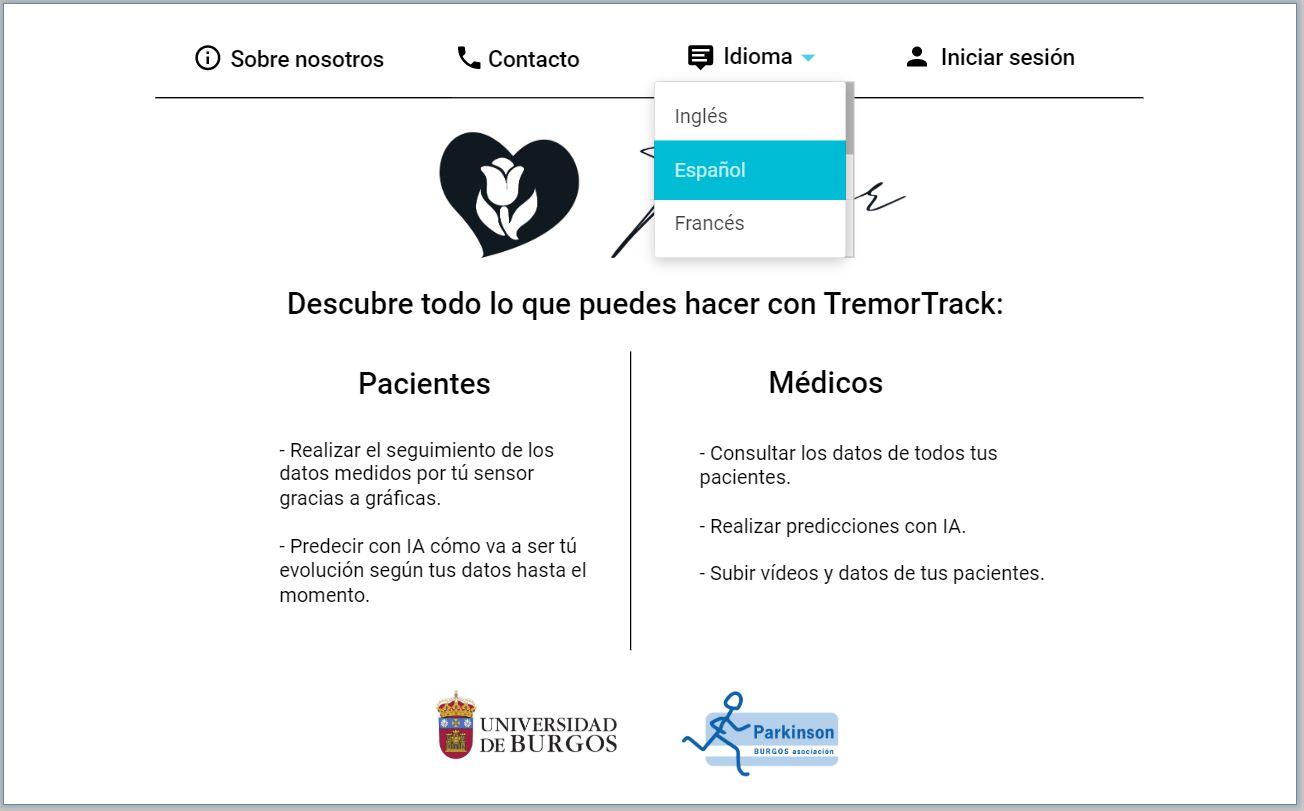 Sobre nosotros
Contacto
Idioma
Iniciar sesión
Inglés
Español
Francés
Descubre todo lo que puedes hacer con TremorTrack:
Pacientes
- Realizar el seguimiento de los
datos medidos por tú sensor
gracias a gráficas.
- Predecir con IA cómo va a ser tú
evolución según tus datos hasta el
momento.
Médicos
- Consultar los datos de todos tus
pacientes.
- Realizar predicciones con IA.
- Subir vídeos y datos de tus pacientes.
UNIVERSIDAD
DE BURGOS
Parkinson
BURGOS asociación